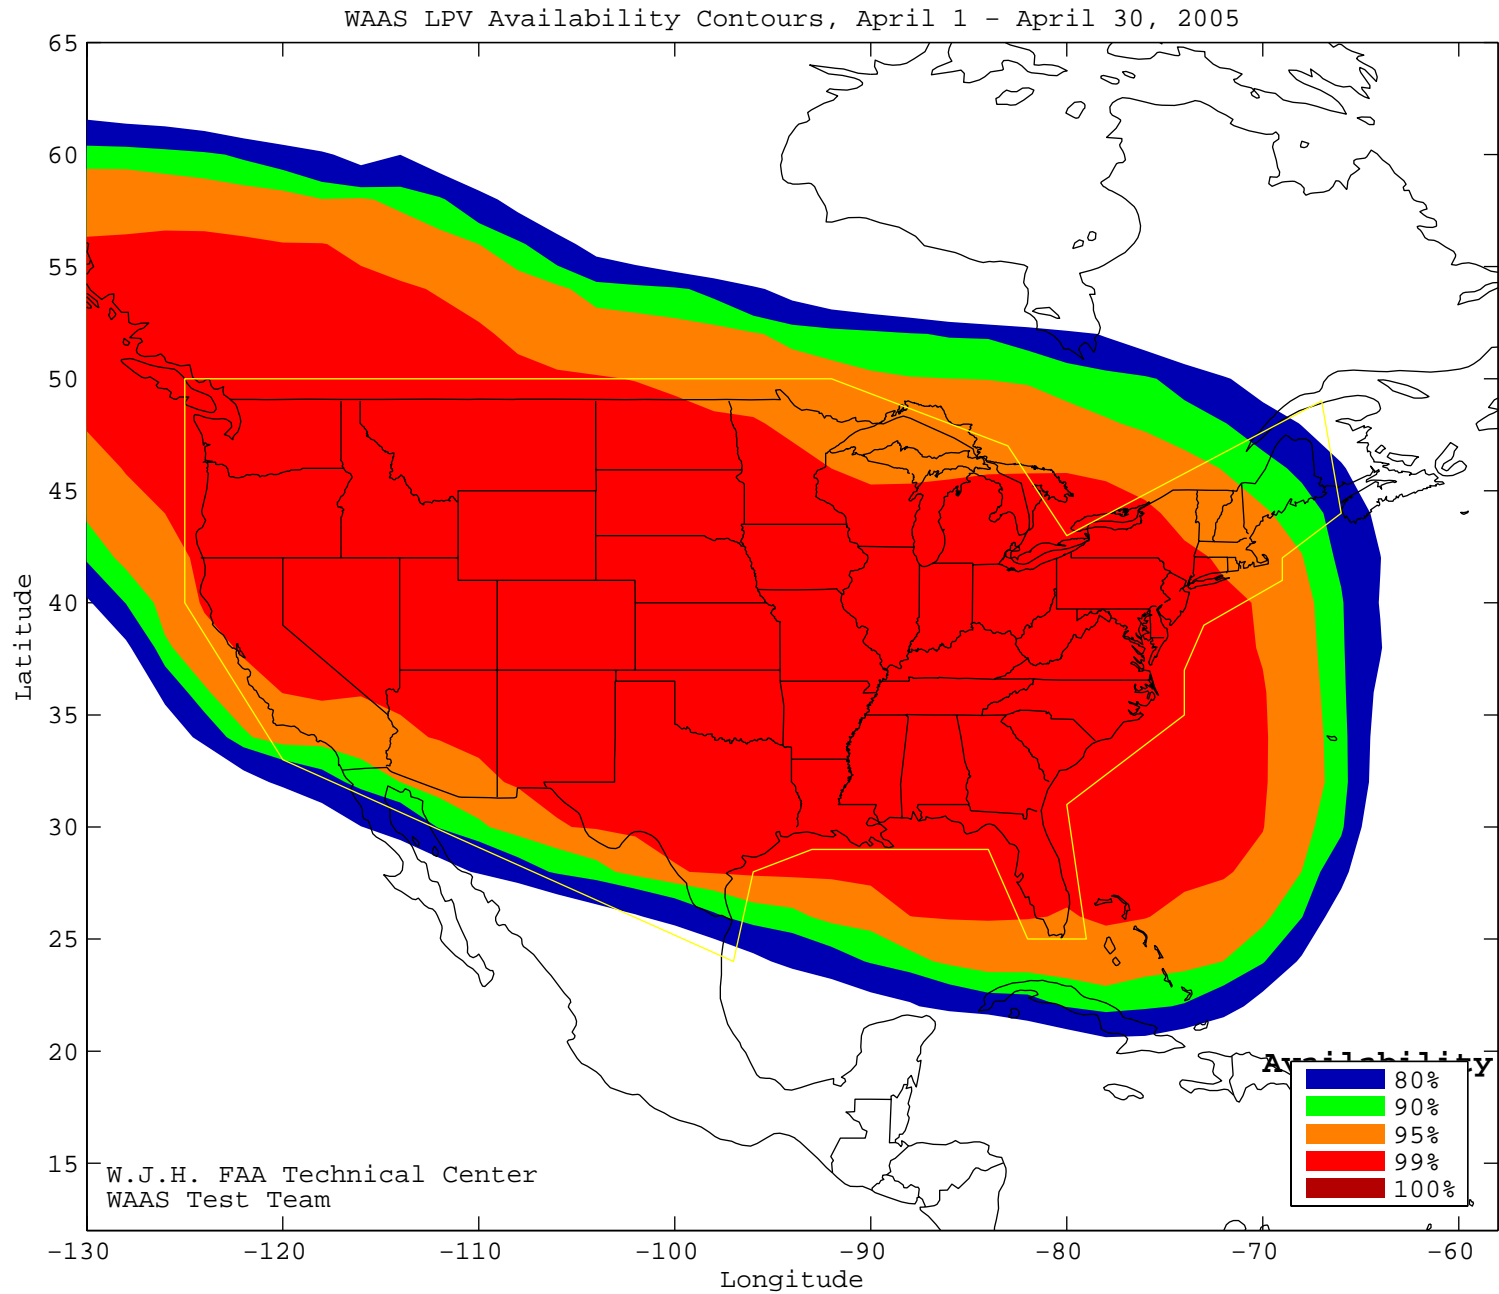 WAAS LPV Availability Contours, April 1 − April 30, 2005
65
60
55
50
45
40
35
30
25
20
15
Latitude
Availability
80%
90%
95%
99%
100%
W.J.H. FAA Technical Center
WAAS Test Team
−130 −120 −110 −100 −90 −80 −70 −60
Longitude